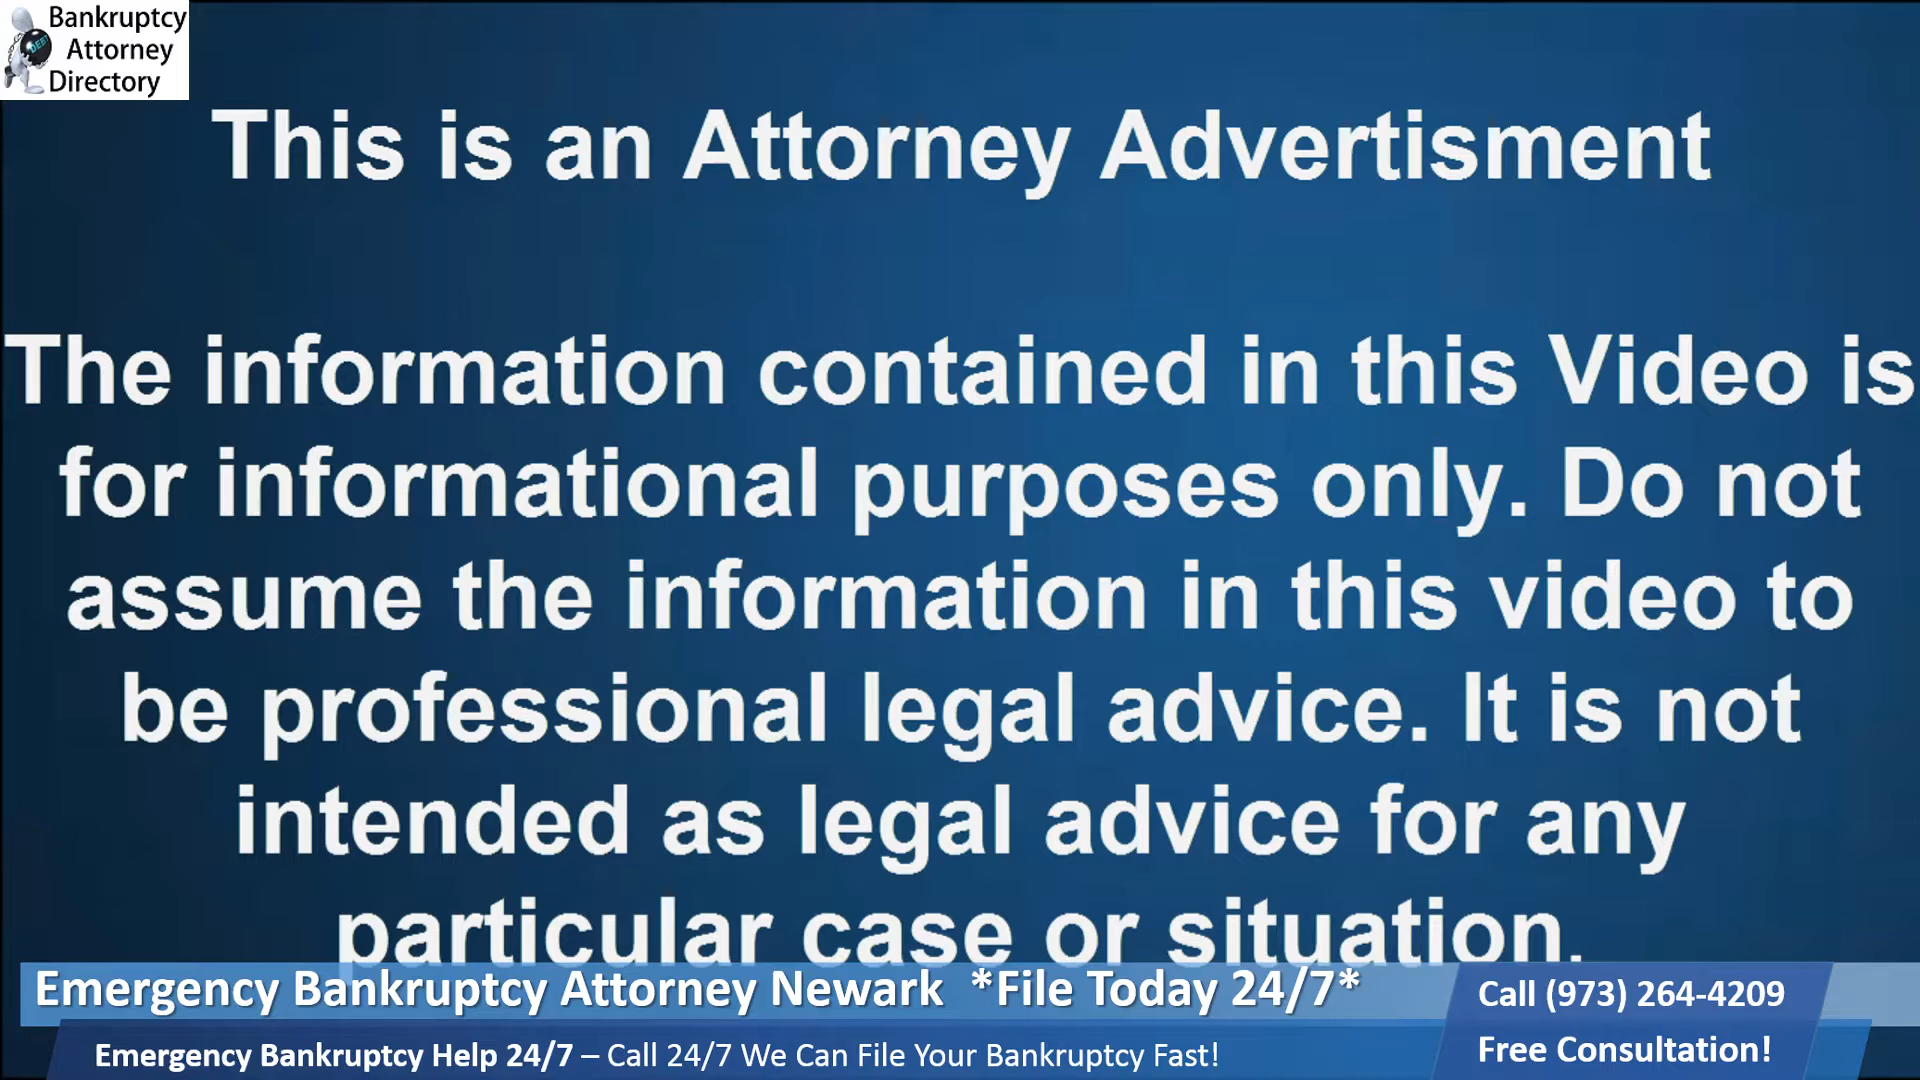 Bankruptcy
Attorney
Directory
DEBT
This is an Attorney Advertisment
The information contained in this Video is
for informational purposes only. Do not
assume the information in this video to
be professional legal advice. It is not
intended as legal advice for any
particular case or situation.
Emergency Bankruptcy Attorney Newark *File Today 24/7*
Call (973) 264-4209
Emergency Bankruptcy Help 24/7 – Call 24/7 We Can File Your Bankruptcy Fast!
Free Consultation!